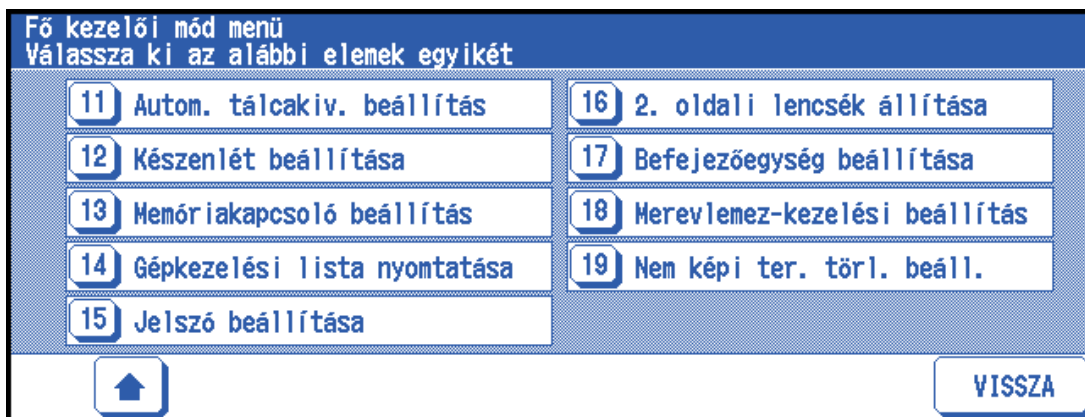 Fő kezelői mód menü
Válassza ki az alábbi elemek egyikét
11 Autom. tálcakiv. beállítás
12 Készenlét beállítása
13 Memóriakapcsoló beállítás
14 Gépkezelési lista nyomtatása
15 Jelszó beállítása
16 2. oldali lencsék állítása
17 Befejezőegység beállítása
18 Merevlemez-kezelési beállítás
19 Nem képi ter. törl. beáll.
VISSZA